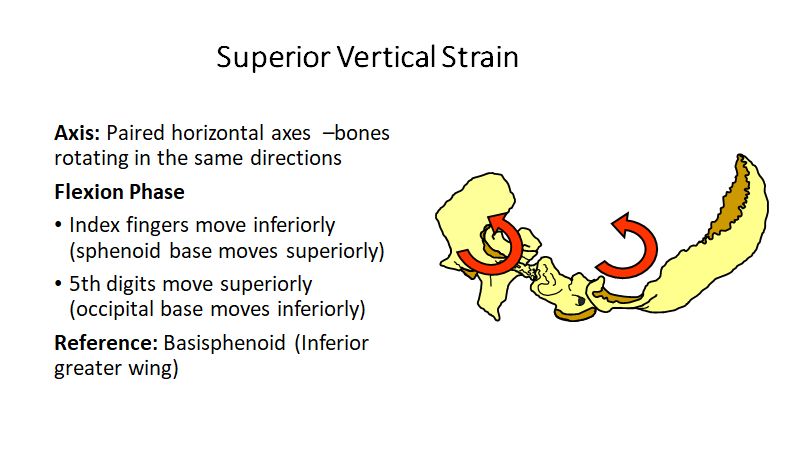 Superior Vertical Strain
Axis: Paired horizontal axes –bones
rotating in the same directions
Flexion Phase
• Index fingers move inferiorly
(sphenoid base moves superiorly)
• 5th digits move superiorly
(occipital base moves inferiorly)
Reference: Basisphenoid (Inferior
greater wing)